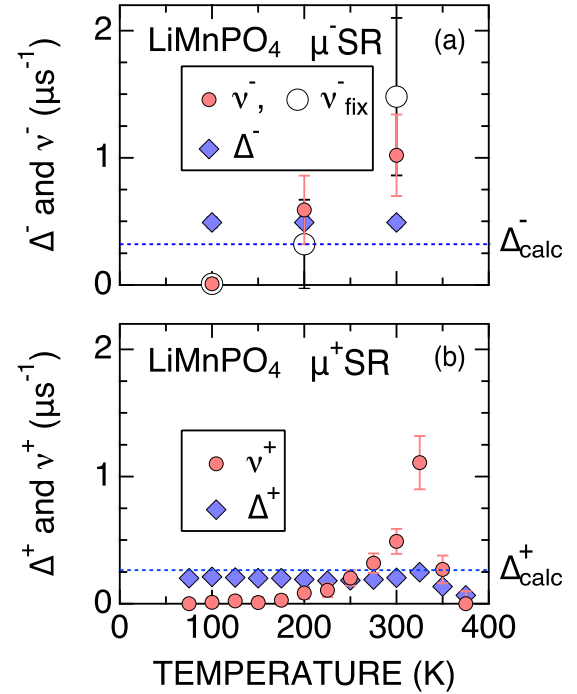 2
LiMnPO₄ μ⁻SR (a)
ν⁻, ν⁻fix
Δ⁻
1
0
Δ⁻ and ν⁻ (μs⁻¹)
Δ⁻calc
2
LiMnPO₄ μ⁺SR (b)
ν⁺
Δ⁺
1
0
Δ⁺ and ν⁺ (μs⁻¹)
Δ⁺calc
0 100 200 300 400
TEMPERATURE (K)